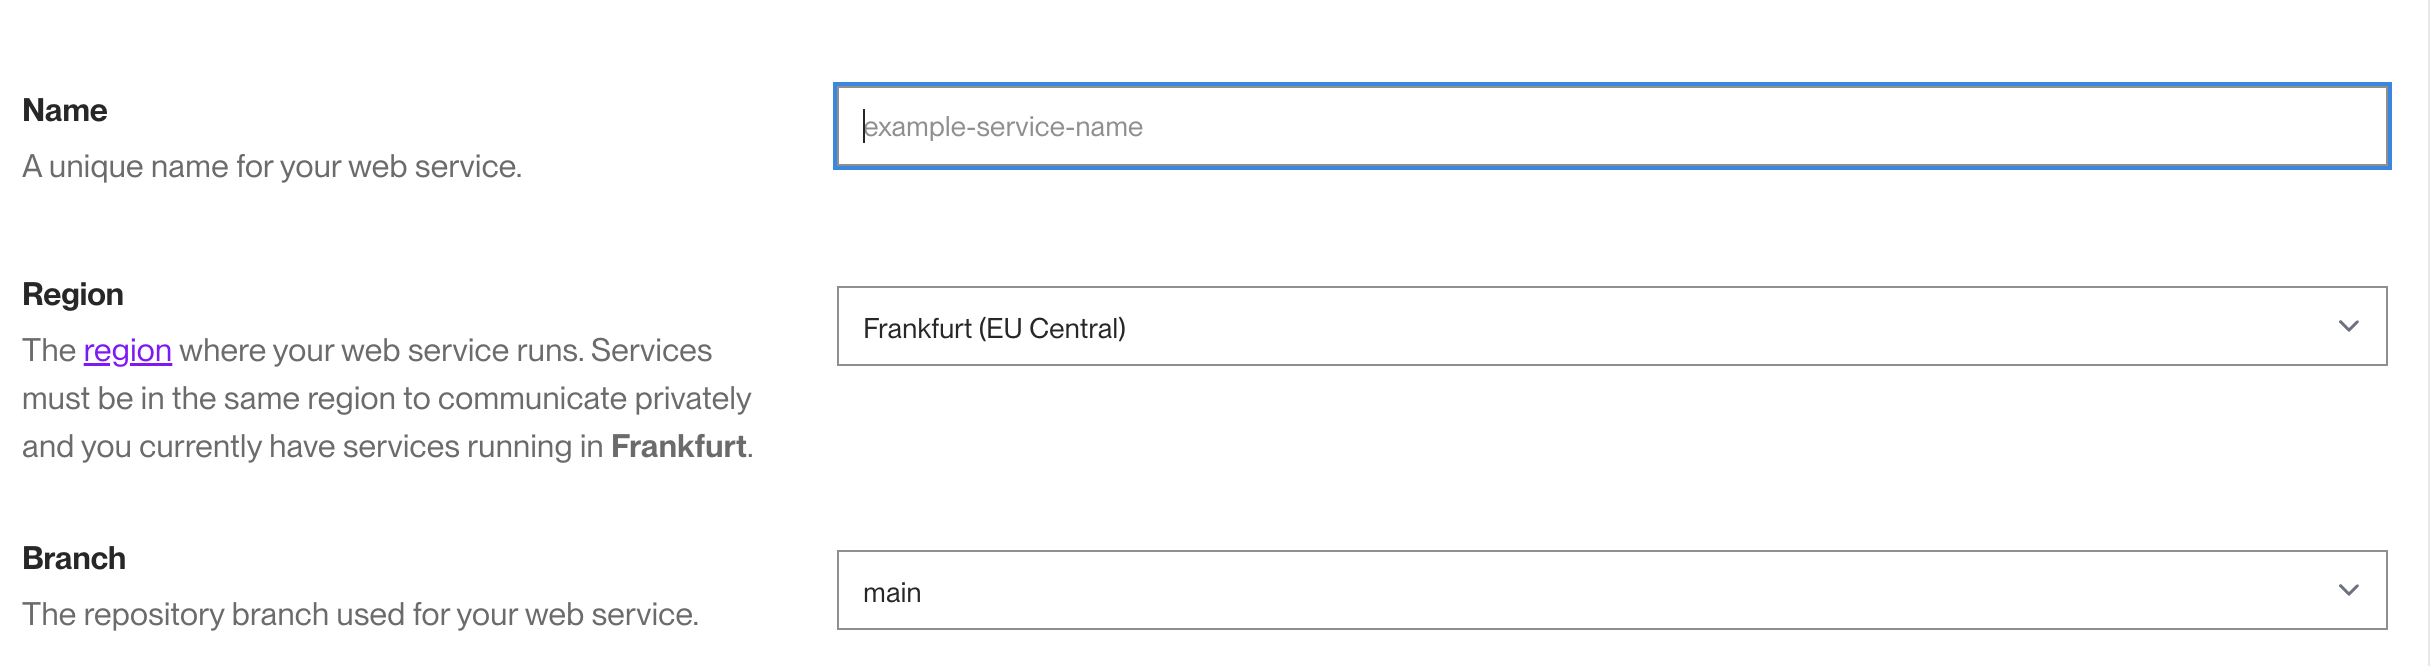 Name
example-service-name
A unique name for your web service.
Region
Frankfurt (EU Central)
The region where your web service runs. Services
must be in the same region to communicate privately
and you currently have services running in Frankfurt.
Branch
main
The repository branch used for your web service.